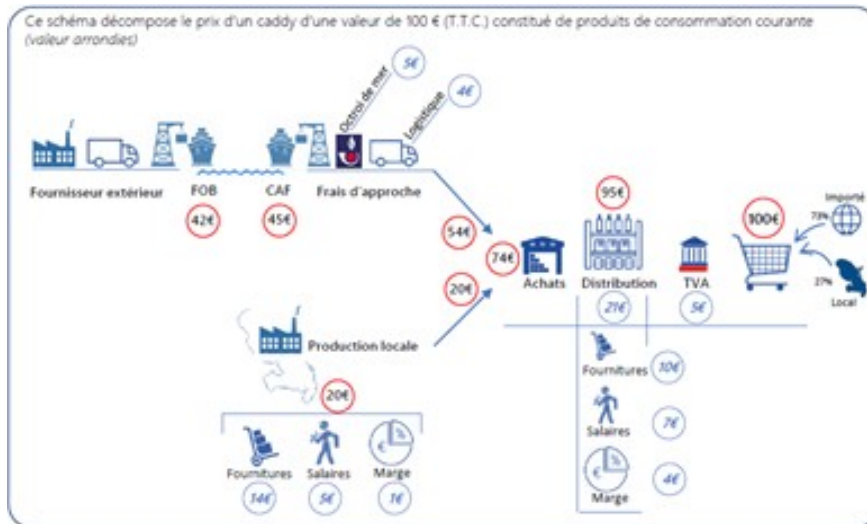 Ce schéma décompose le prix d'un caddy d'une valeur de 100 € (T.T.C.) constitué de produits de consommation courante
(valeur arrondies)
5€
Octroi de mer
4€
Logistique
Fournisseur extérieur
FOB
CAF
Frais d'approche
42€
45€
54€
74€
20€
Achats
95€
Distribution
21€
TVA
5€
100€
Importé
73%
27%
Local
Production locale
20€
Fournitures
Salaires
Marge
14€
5€
1€
Fournitures
10€
Salaires
7€
%
€
Marge
4€